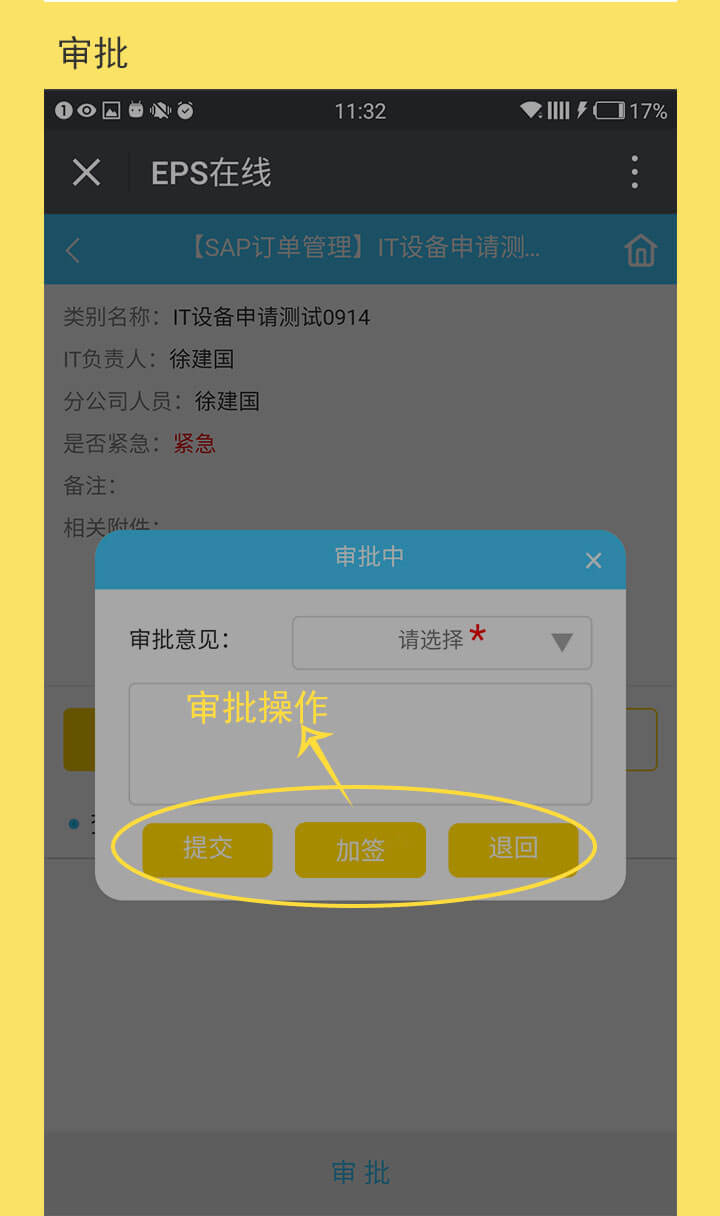 审批
11:32
17%
EPS在线
【SAP订单管理】IT设备申请测...
类别名称：IT设备申请测试0914
IT负责人：徐建国
分公司人员：徐建国
是否紧急：紧急
备注：
相关附件：
审批中
审批意见：
请选择*
审批操作
提交
加签
退回
审 批